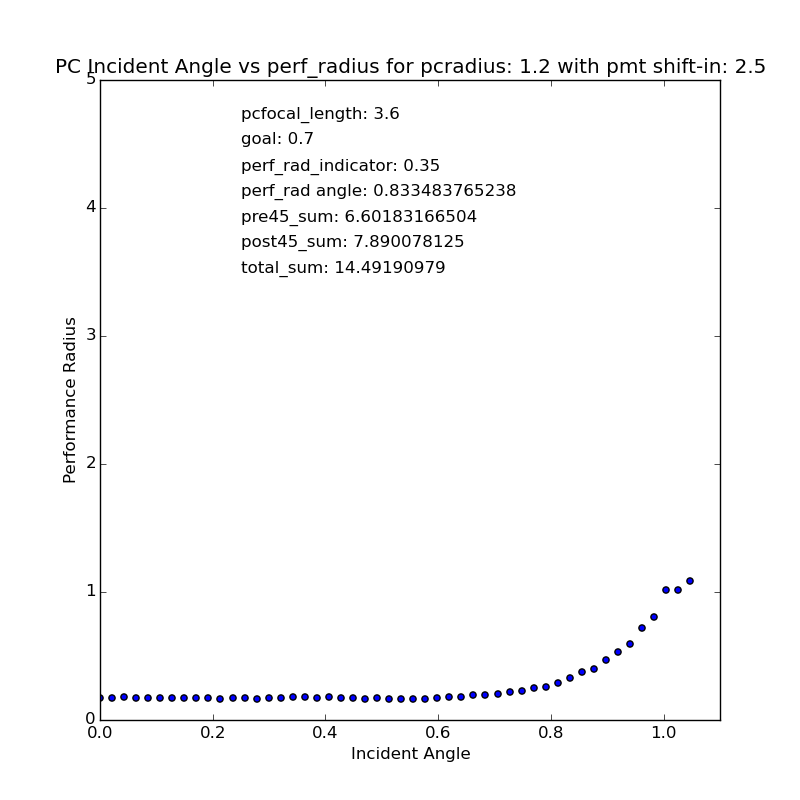 PC Incident Angle vs perf_radius for pcradius: 1.2 with pmt shift-in: 2.5
5
pcfocal_length: 3.6
goal: 0.7
perf_rad_indicator: 0.35
perf_rad angle: 0.833483765238
pre45_sum: 6.60183166504
post45_sum: 7.890078125
total_sum: 14.49190979
4
3
2
1
0
Performance Radius
0.0 0.2 0.4 0.6 0.8 1.0
Incident Angle